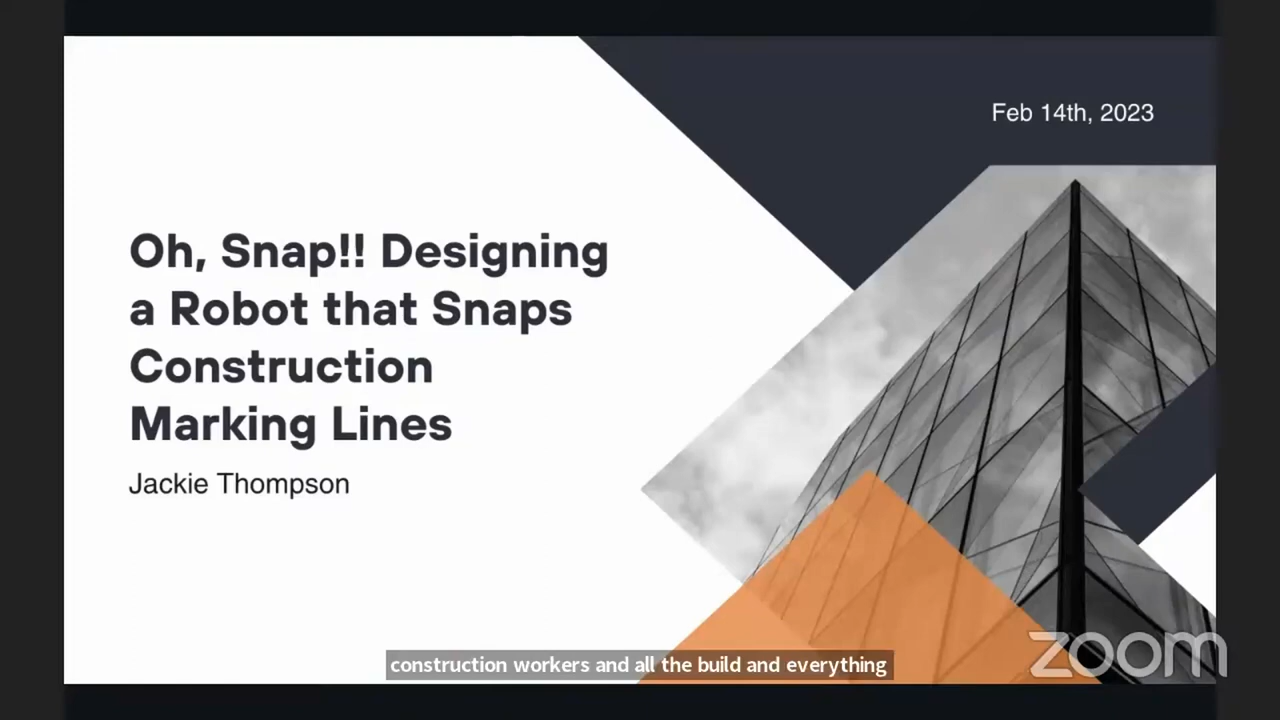 Feb 14th, 2023
Oh, Snap!! Designing
a Robot that Snaps
Construction
Marking Lines
Jackie Thompson
construction workers and all the build and everything
zoom